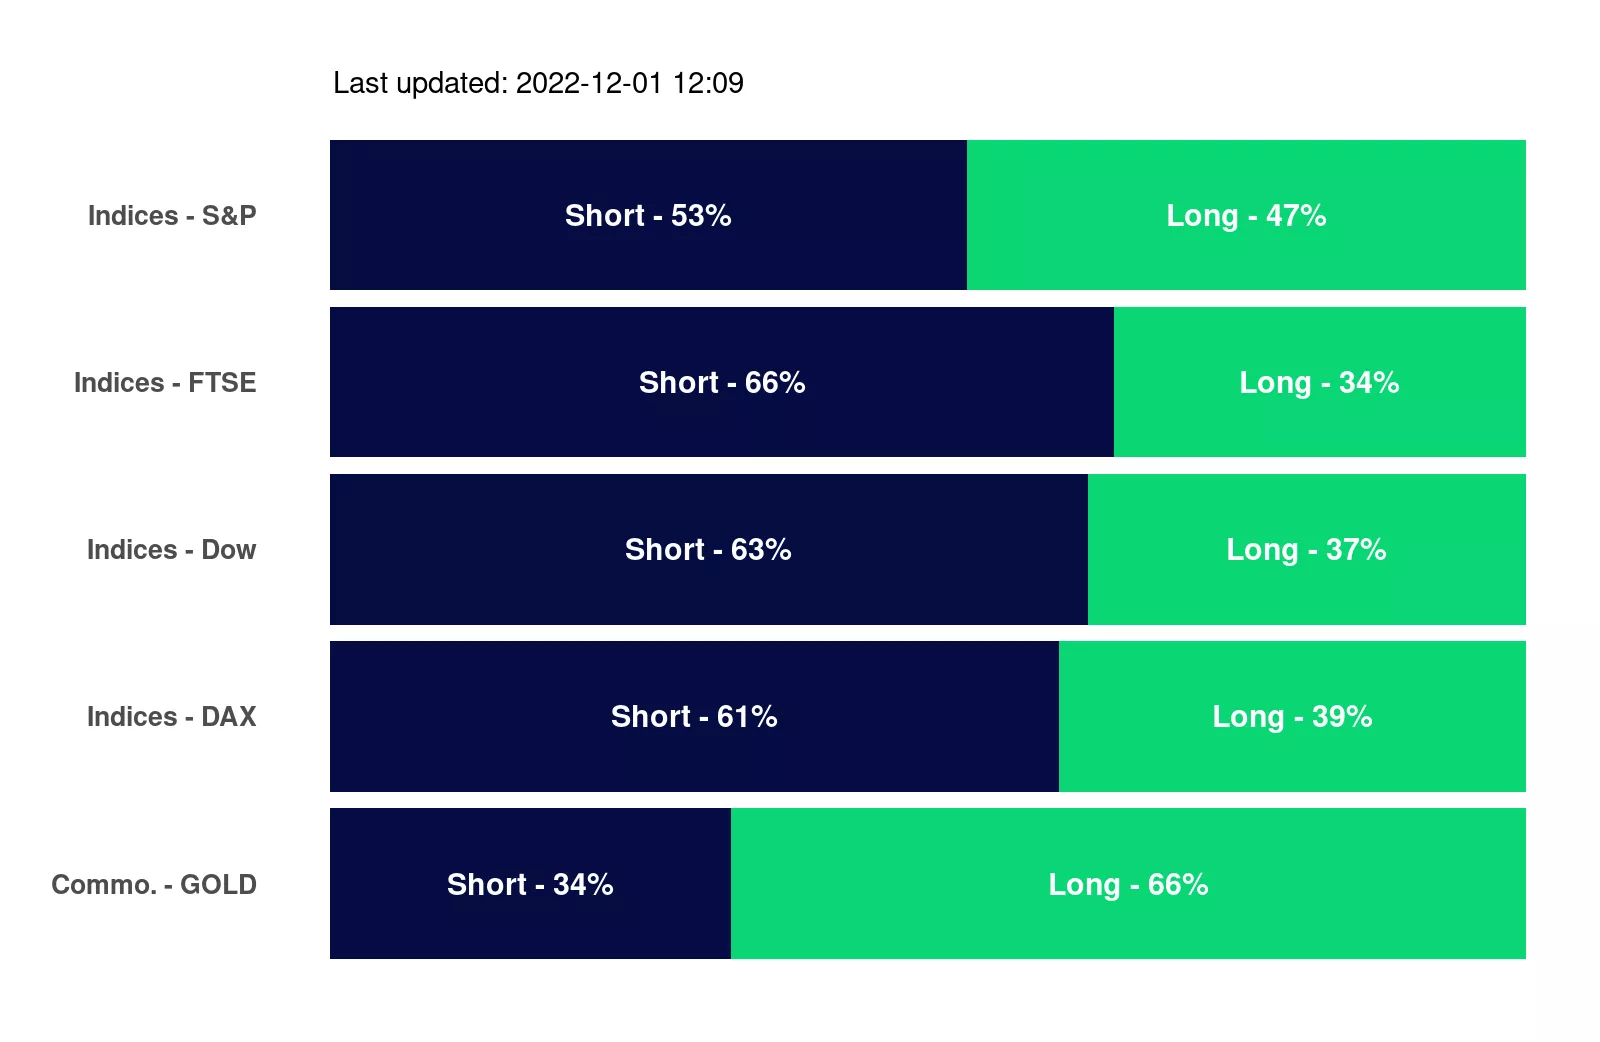 Last updated: 2022-12-01 12:09
Indices - S&P Short - 53% Long - 47%
Indices - FTSE Short - 66% Long - 34%
Indices - Dow Short - 63% Long - 37%
Indices - DAX Short - 61% Long - 39%
Commo. - GOLD Short - 34% Long - 66%